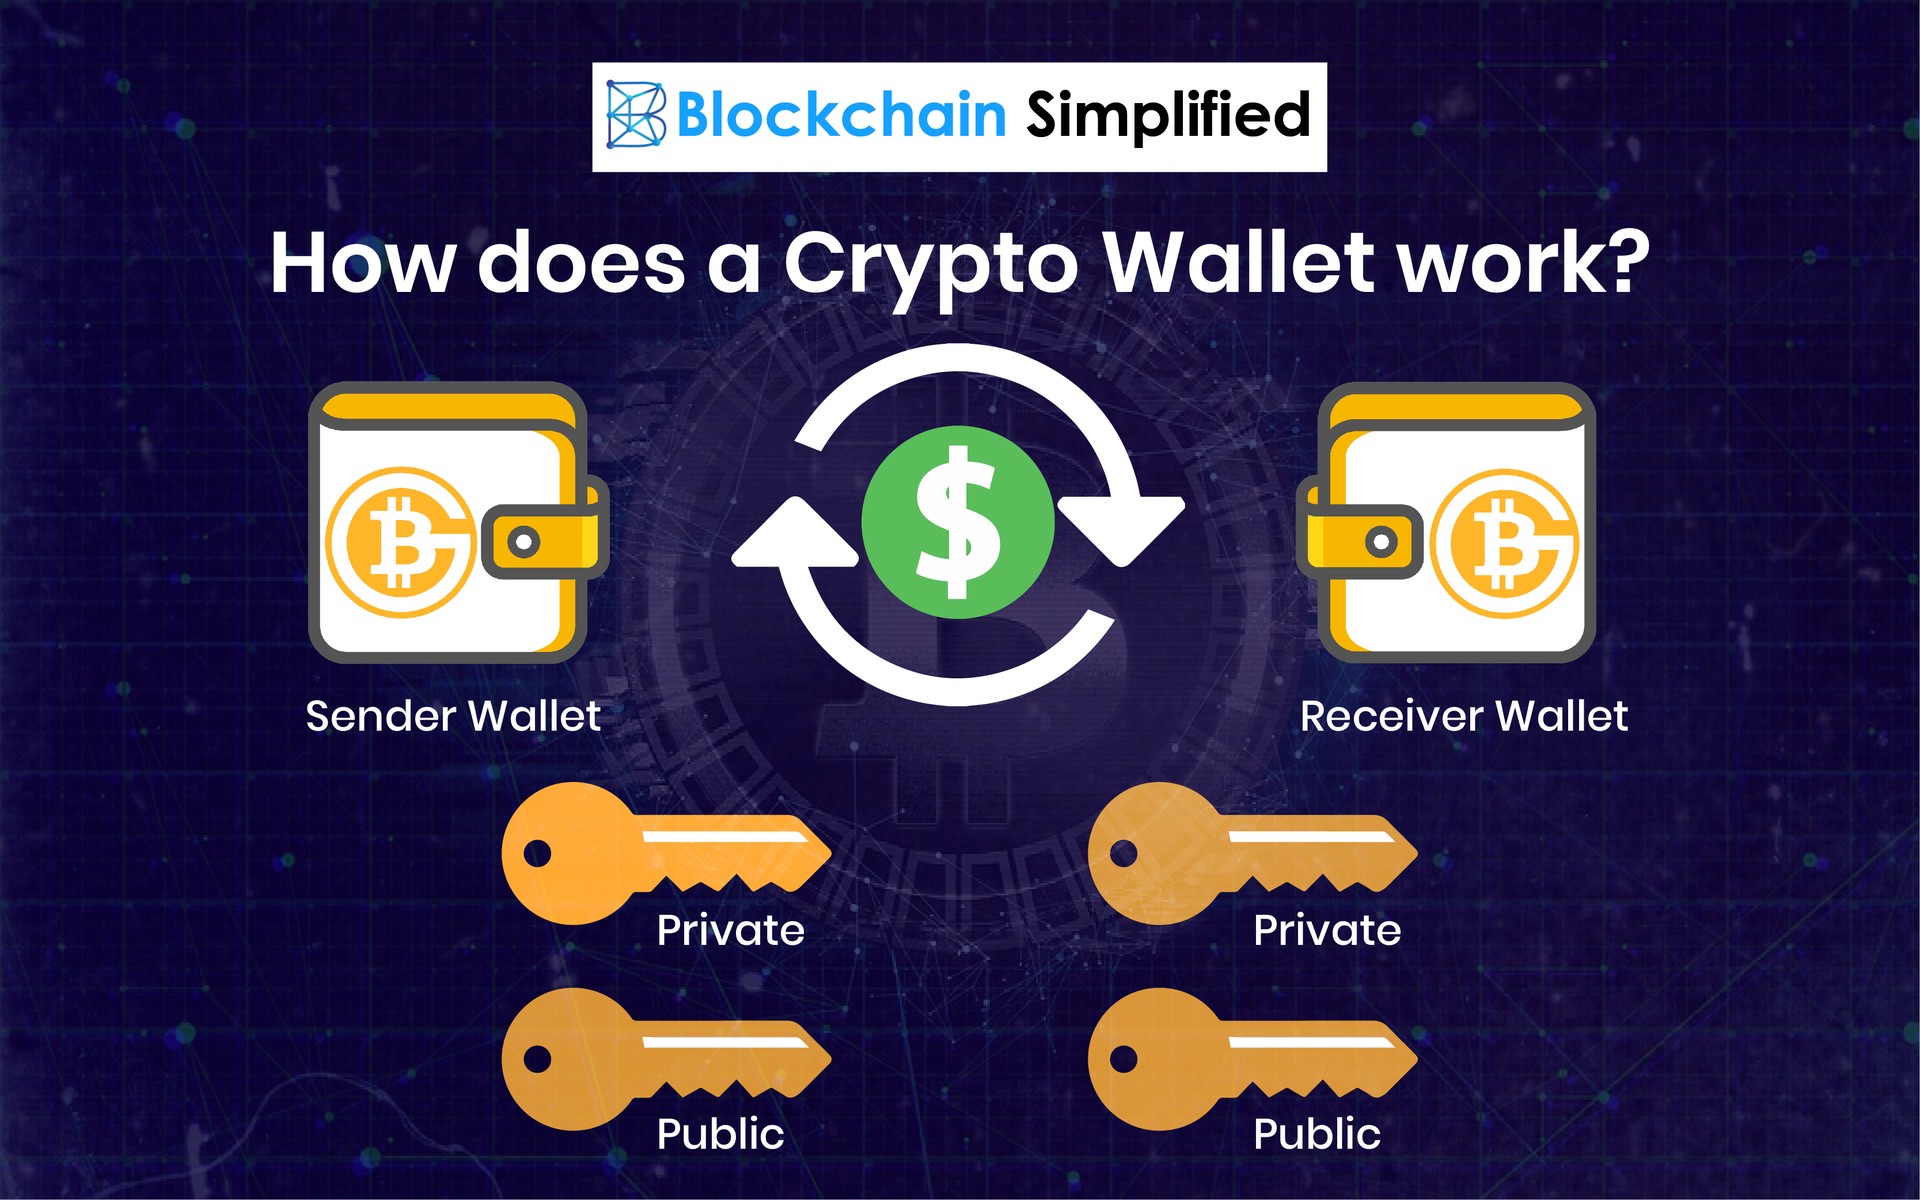 Blockchain Simplified
How does a Crypto Wallet work?
Sender Wallet
Receiver Wallet
Private
Private
Public
Public